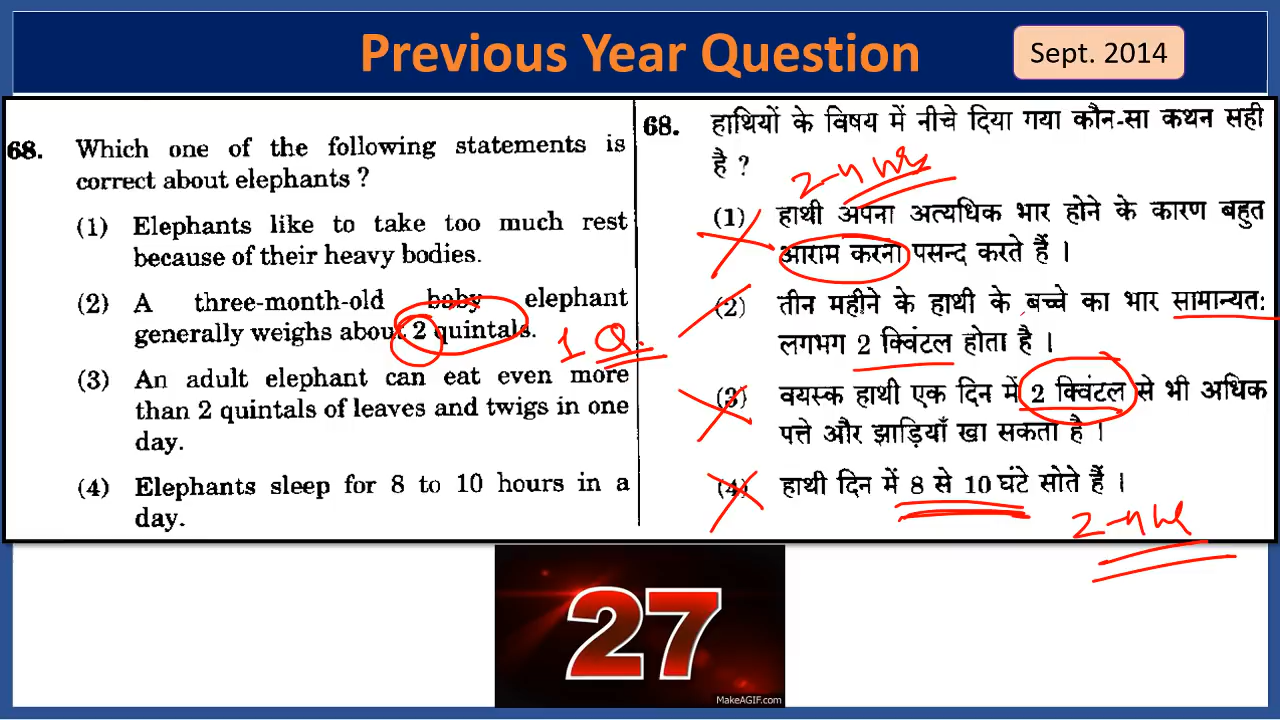 Previous Year Question
Sept. 2014
68. Which one of the following statements is
correct about elephants ?
(1) Elephants like to take too much rest
because of their heavy bodies.
(2) A three-month-old baby elephant
generally weighs about 2 quintals.
1 Q.
(3) An adult elephant can eat even more
than 2 quintals of leaves and twigs in one
day.
(4) Elephants sleep for 8 to 10 hours in a
day.
68. हाथियों के विषय में नीचे दिया गया कौन-सा कथन सही
है ?
2-4 hrs
(1) हाथी अपना अत्यधिक भार होने के कारण बहुत
आराम करना पसन्द करते हैं ।
(2) तीन महीने के हाथी के बच्चे का भार सामान्यत:
लगभग 2 क्विंटल होता है ।
(3) वयस्क हाथी एक दिन में 2 क्विंटल से भी अधिक
पत्ते और झाड़ियाँ खा सकता है ।
(4) हाथी दिन में 8 से 10 घंटे सोते हैं ।
2-4
27
MakeAGIF.com